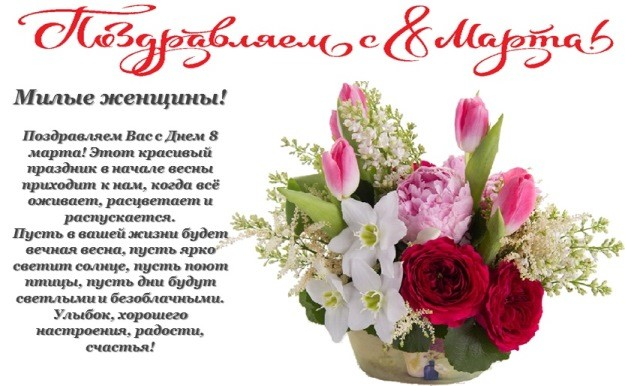 Поздравляем с 8 Марта!
Милые женщины!
Поздравляем Вас с Днем 8
марта! Этот красивый
праздник в начале весны
приходит к нам, когда всё
оживает, расцветает и
распускается.
Пусть в вашей жизни будет
вечная весна, пусть ярко
светит солнце, пусть поют
птицы, пусть дни будут
светлыми и безоблачными.
Улыбок, хорошего
настроения, радости,
счастья!